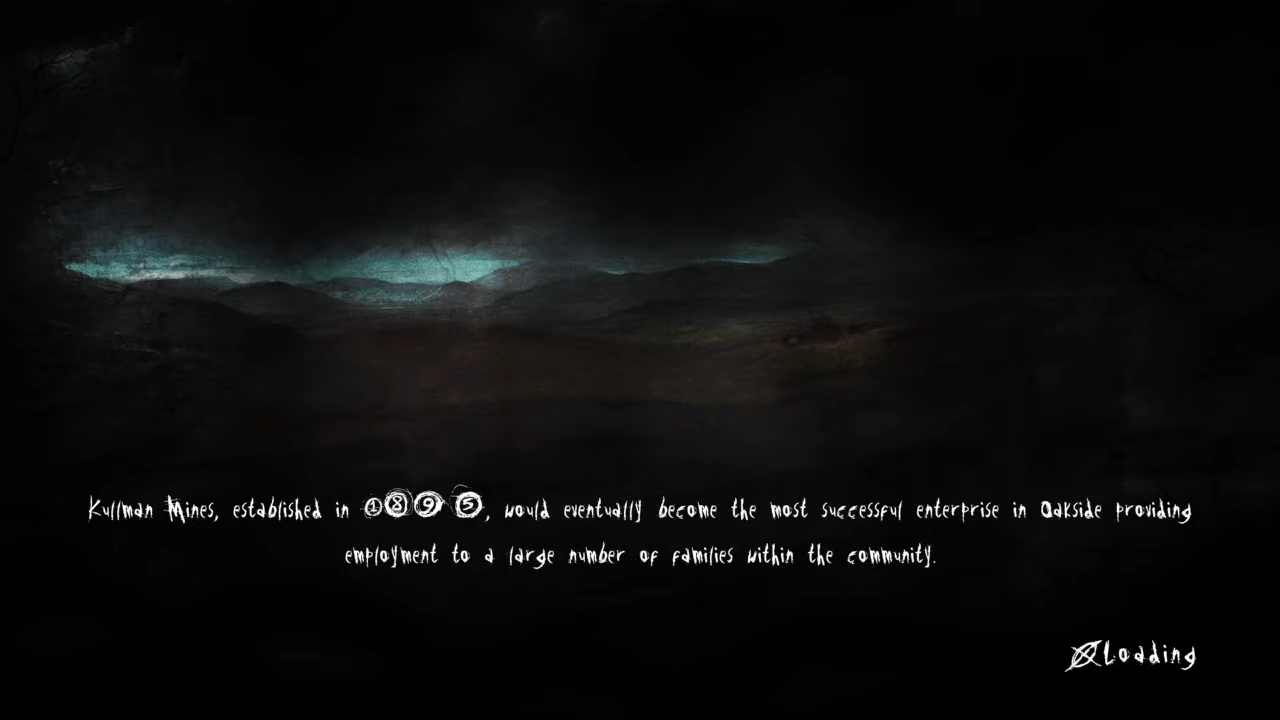 Kullman Mines, established in 1895, would eventually become the most successful enterprise in Oakside providing
employment to a large number of families within the community.
Loading